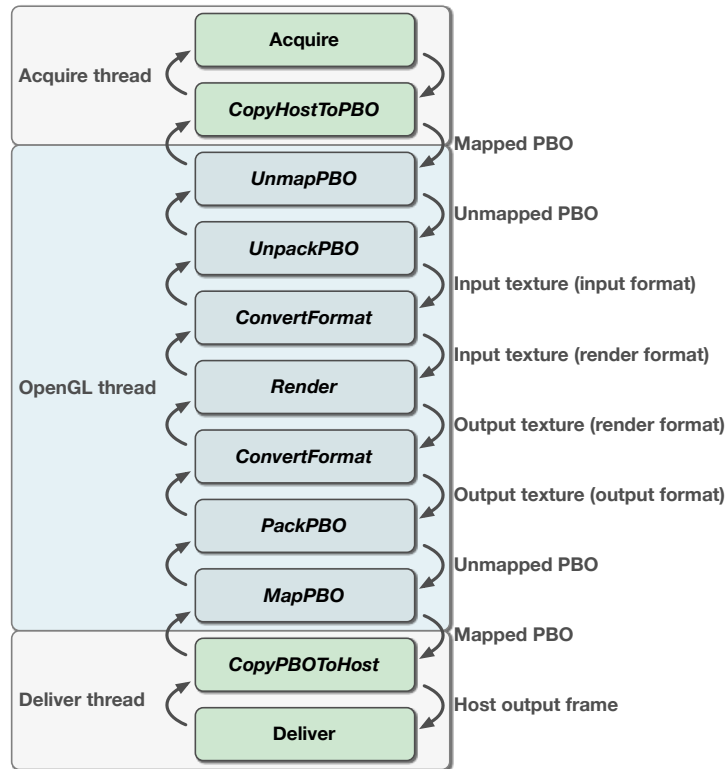 Acquire
Acquire thread
CopyHostToPBO
Mapped PBO
UnmapPBO
Unmapped PBO
UnpackPBO
Input texture (input format)
ConvertFormat
Input texture (render format)
OpenGL thread
Render
Output texture (render format)
ConvertFormat
Output texture (output format)
PackPBO
Unmapped PBO
MapPBO
Mapped PBO
CopyPBOToHost
Deliver thread
Host output frame
Deliver